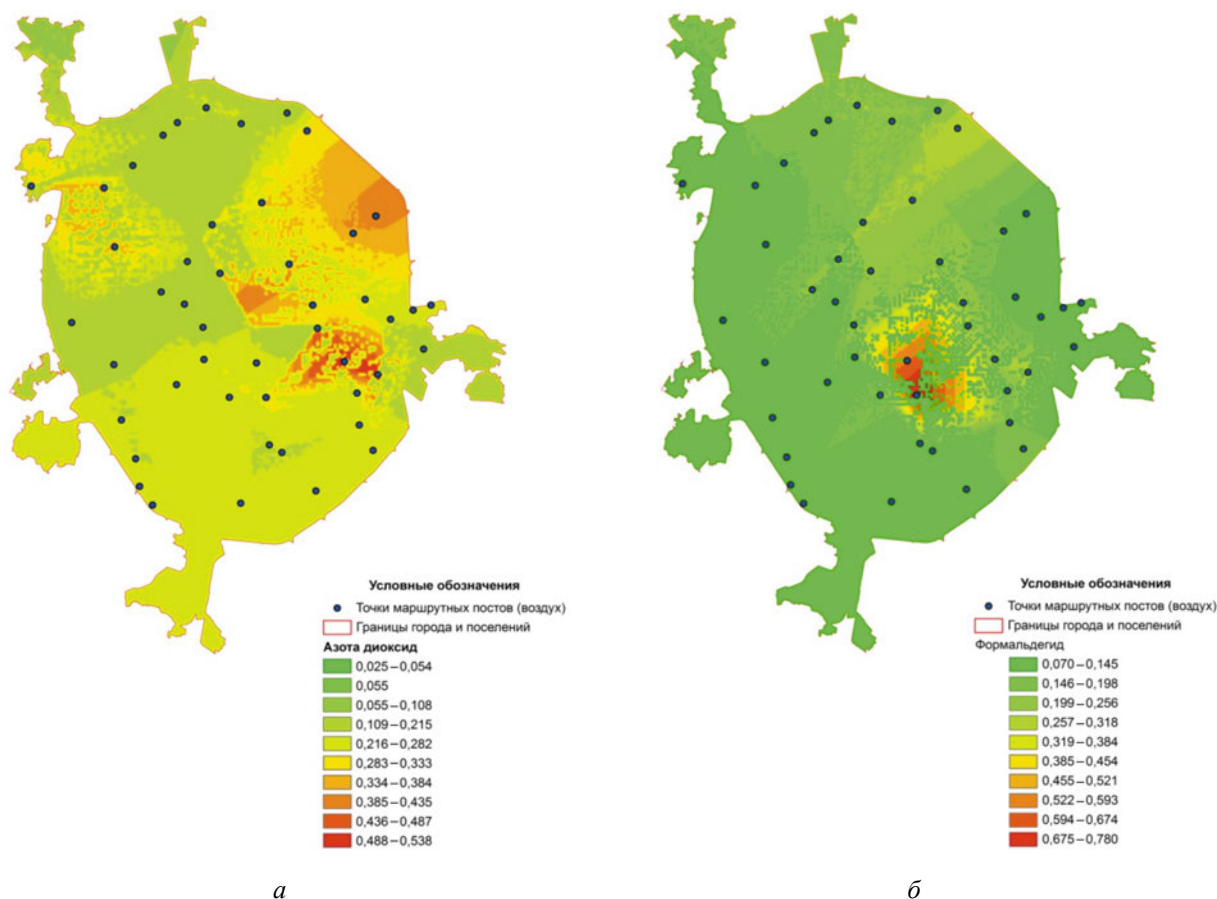 Условные обозначения
Точки маршрутных постов (воздух)
Границы города и поселений
Азота диоксид
0,025–0,054
0,055
0,055–0,108
0,109–0,215
0,216–0,282
0,283–0,333
0,334–0,384
0,385–0,435
0,436–0,487
0,488–0,538
а
Условные обозначения
Точки маршрутных постов (воздух)
Границы города и поселений
Формальдегид
0,070–0,145
0,146–0,198
0,199–0,256
0,257–0,318
0,319–0,384
0,385–0,454
0,455–0,521
0,522–0,593
0,594–0,674
0,675–0,780
б